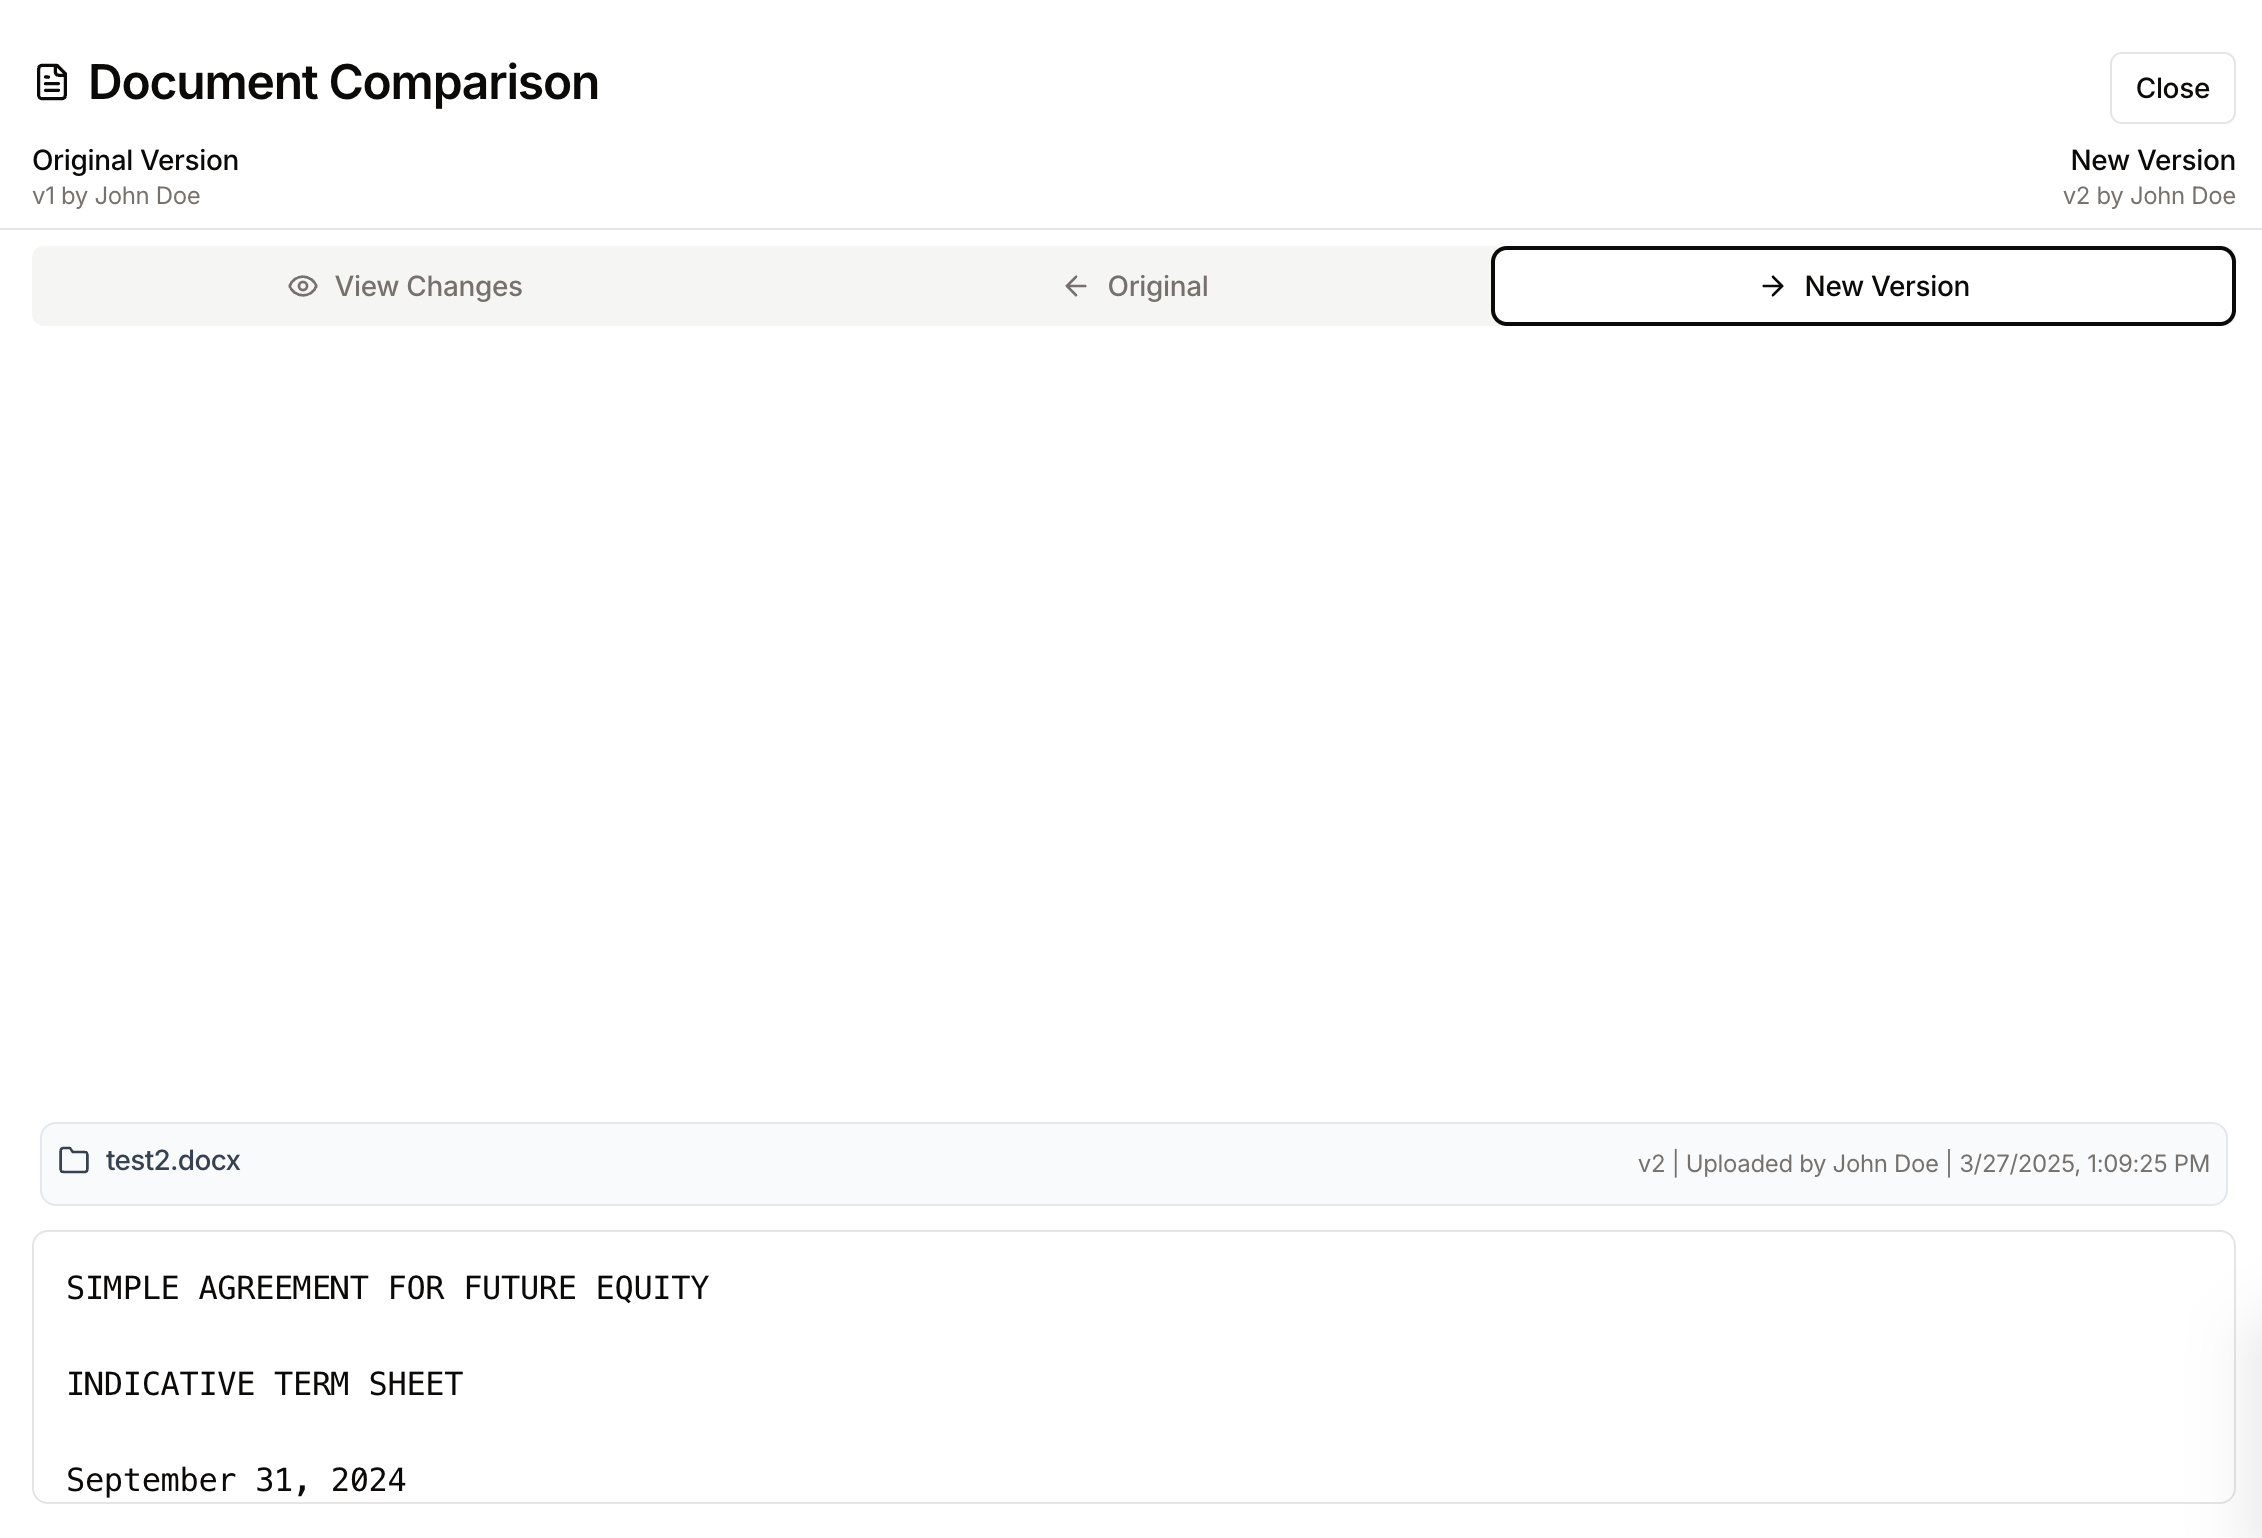 Document Comparison
Close
Original Version
New Version
v1 by John Doe
v2 by John Doe
View Changes
Original
New Version
test2.docx
v2 | Uploaded by John Doe | 3/27/2025, 1:09:25 PM
SIMPLE AGREEMENT FOR FUTURE EQUITY
INDICATIVE TERM SHEET
September 31, 2024